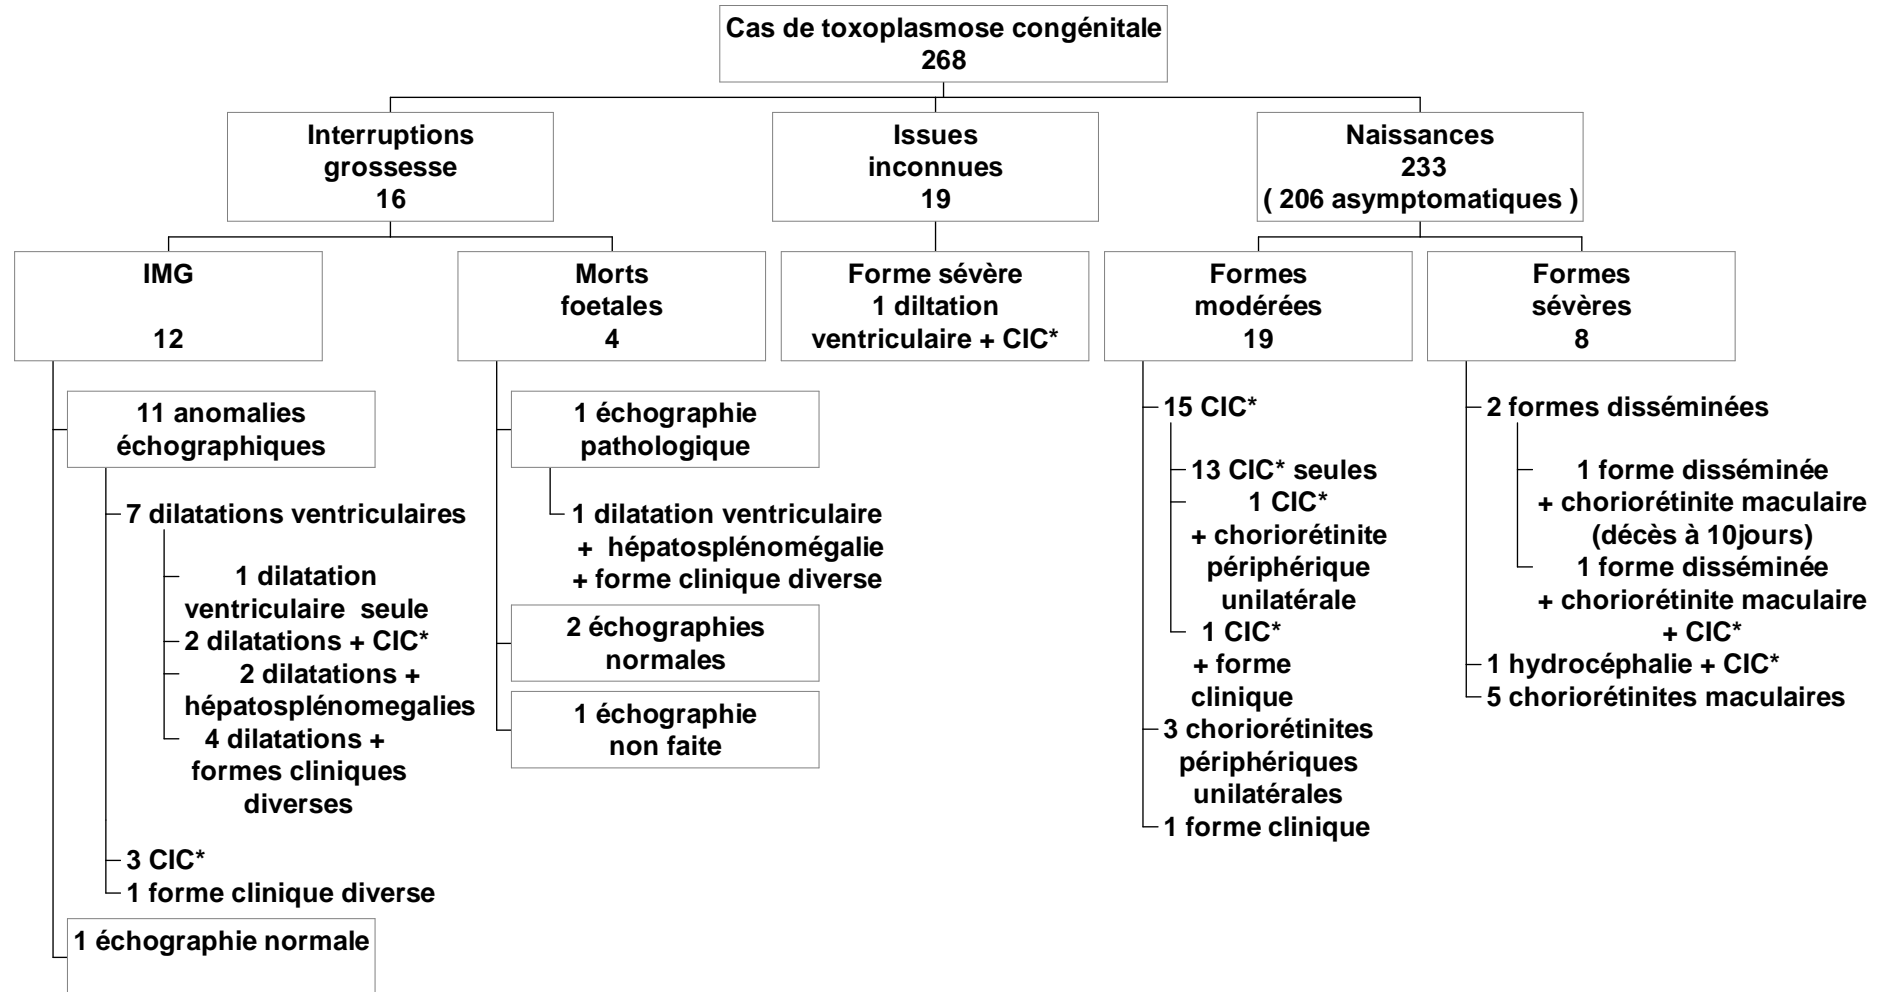 Cas de toxoplasmose congénitale
268
Interruptions
grossesse
16
Issues
inconnues
19
Naissances
233
( 206 asymptomatiques )
IMG
12
Morts
foetales
4
Forme sévère
1 diltation
ventriculaire + CIC*
Formes
modérées
19
Formes
sévères
8
11 anomalies
échographiques
7 dilatations ventriculaires
1 dilatation
ventriculaire seule
2 dilatations + CIC*
2 dilatations +
hépatosplénomegalies
4 dilatations +
formes cliniques
diverses
3 CIC*
1 forme clinique diverse
1 échographie normale
1 échographie
pathologique
1 dilatation ventriculaire
+ hépatosplénomégalie
+ forme clinique diverse
2 échographies
normales
1 échographie
non faite
15 CIC*
13 CIC* seules
1 CIC*
+ choriorétinite
périphérique
unilatérale
1 CIC*
+ forme
clinique
3 choriorétinites
périphériques
unilatérales
1 forme clinique
2 formes disséminées
1 forme disséminée
+ choriorétinite maculaire
(décès à 10jours)
1 forme disséminée
+ choriorétinite maculaire
+ CIC*
1 hydrocéphalie + CIC*
5 choriorétinites maculaires